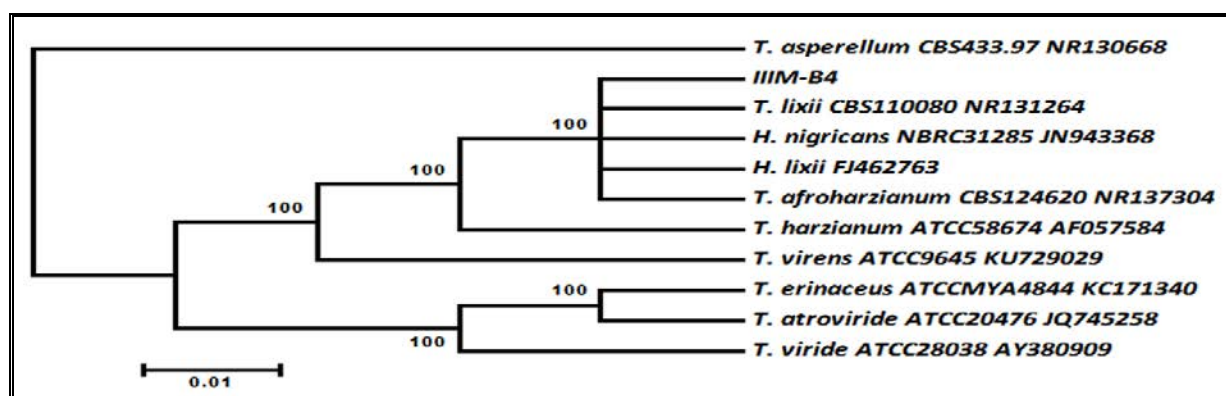 T. asperellum CBS433.97 NR130668
IIIM-B4
T. lixii CBS110080 NR131264
100
H. nigricans NBRC31285 JN943368
H. lixii FJ462763
100
T. afroharzianum CBS124620 NR137304
100
T. harzianum ATCC58674 AF057584
T. virens ATCC9645 KU729029
100
T. erinaceus ATCCMYA4844 KC171340
T. atroviride ATCC20476 JQ745258
100
T. viride ATCC28038 AY380909
0.01